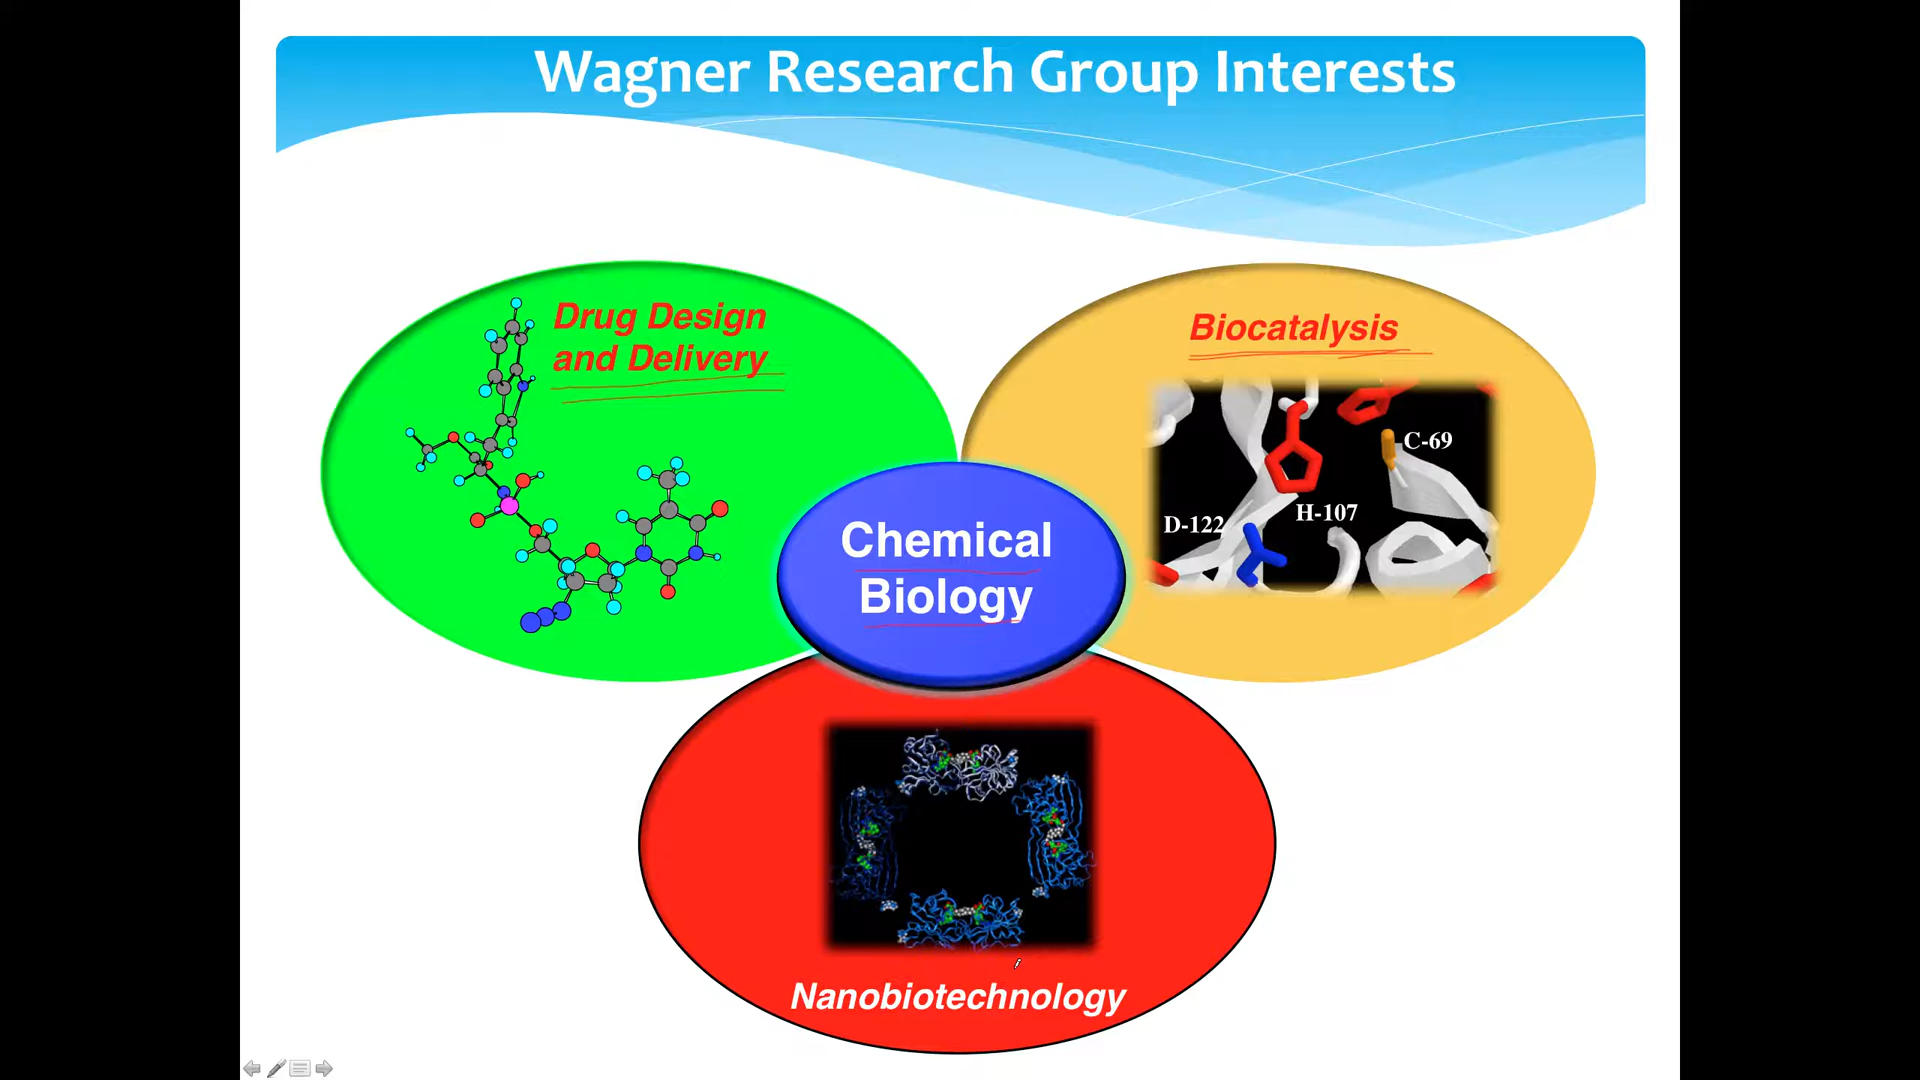 Wagner Research Group Interests
Drug Design
and Delivery
Biocatalysis
C-69
H-107
D-122
Chemical
Biology
Nanobiotechnology